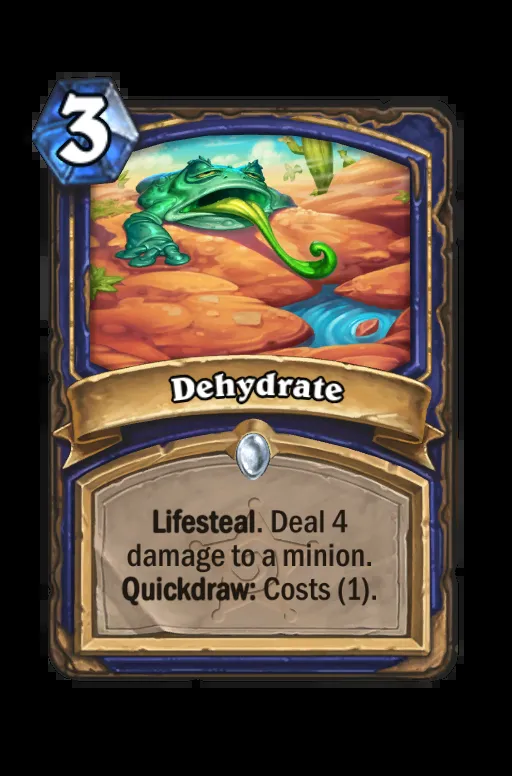 3
Dehydrate
Lifesteal. Deal 4
damage to a minion.
Quickdraw: Costs (1).